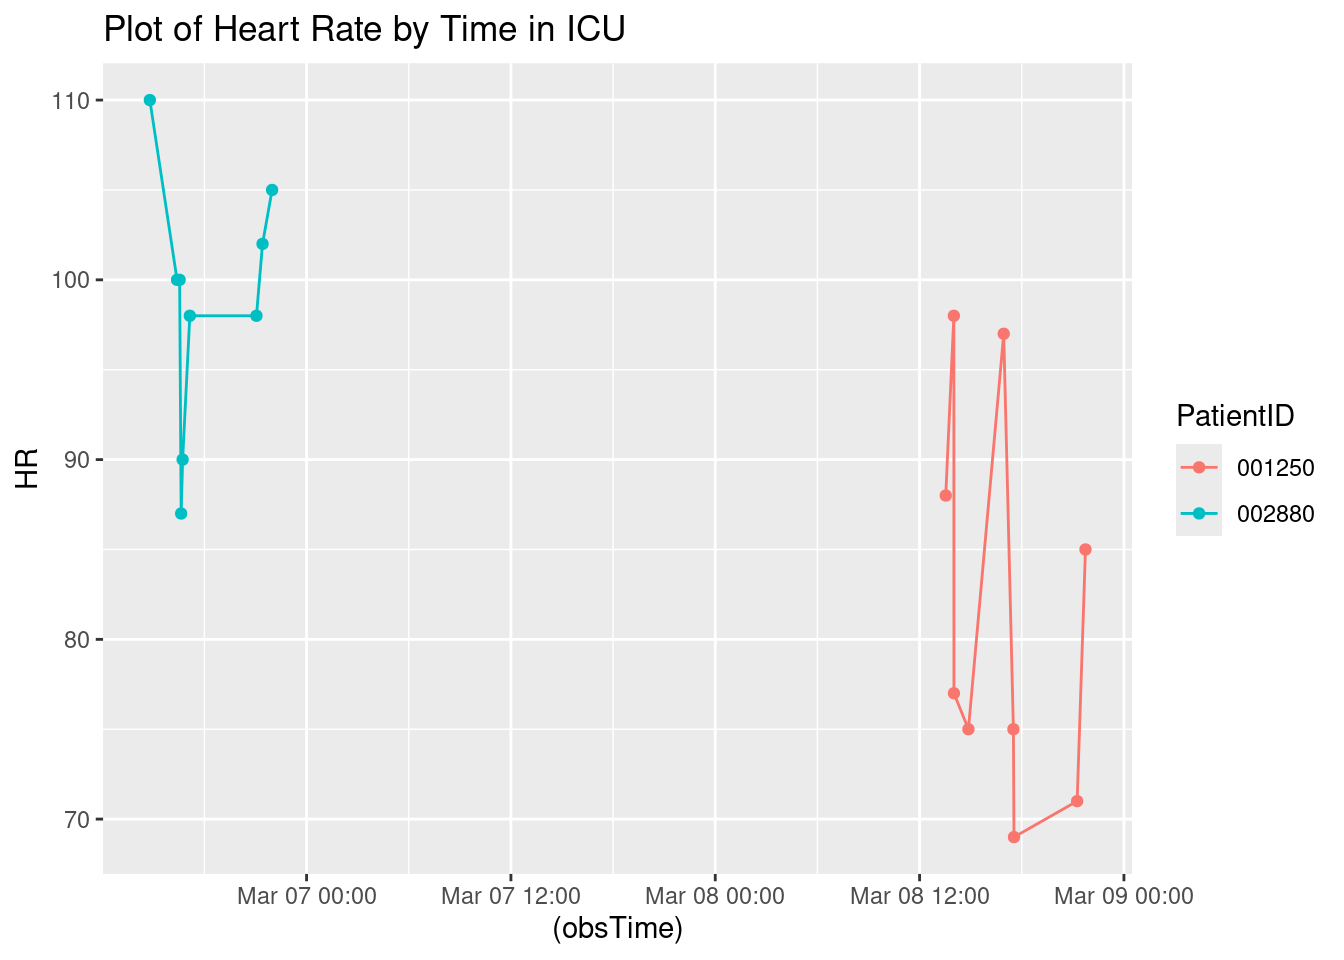 Plot of Heart Rate by Time in ICU
110
100
90
80
70
HR
Mar 07 00:00
Mar 07 12:00
Mar 08 00:00
Mar 08 12:00
Mar 09 00:00
(obsTime)
PatientID
001250
002880